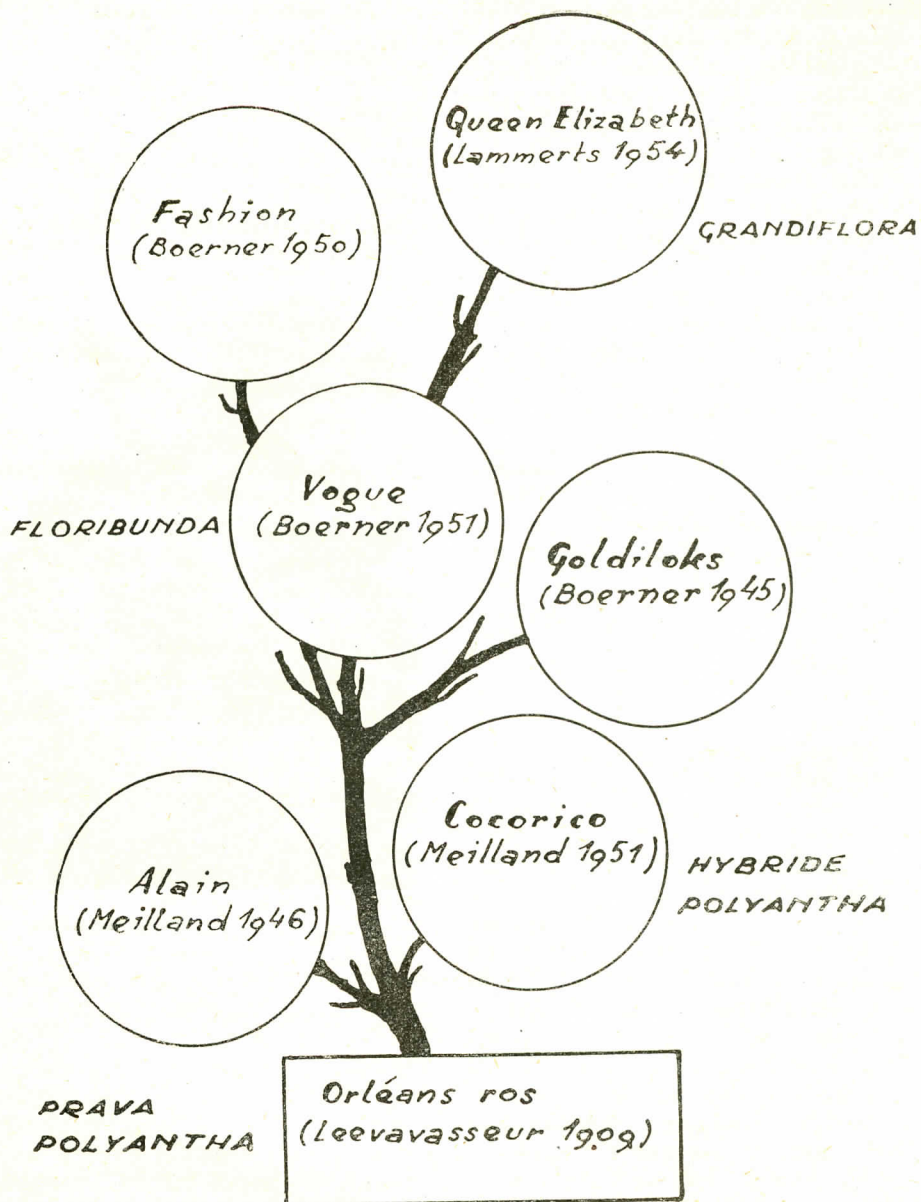 Queen Elizabeth
(Lammerts 1954)
Fashion
(Boerner 1950)
GRANDIFLORA
Vogue
(Boerner 1951)
FLORIBUNDA
Goldiloks
(Boerner 1945)
Cocorico
(Meilland 1951)
HYBRIDE
POLYANTHA
Alain
(Meilland 1946)
PRAVA
POLYANTHA
Orléans ros
(Leevavasseur 1909)